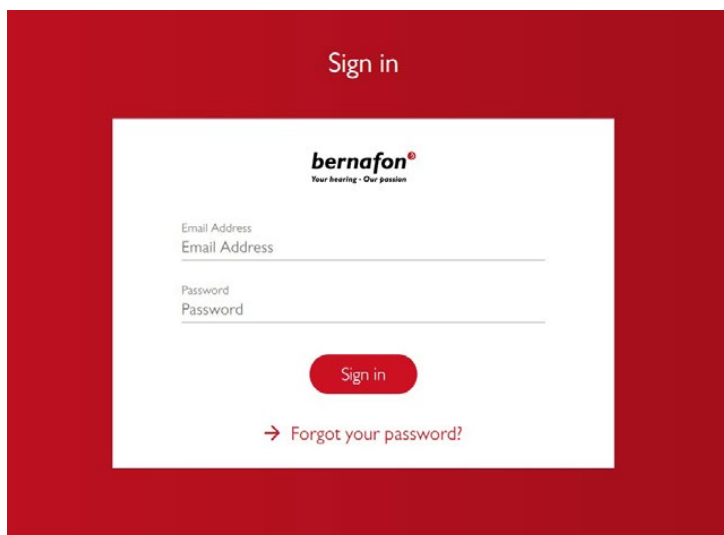 Sign in
bernafon
Your hearing • Our passion
Email Address
Email Address
Password
Password
Sign in
→ Forgot your password?